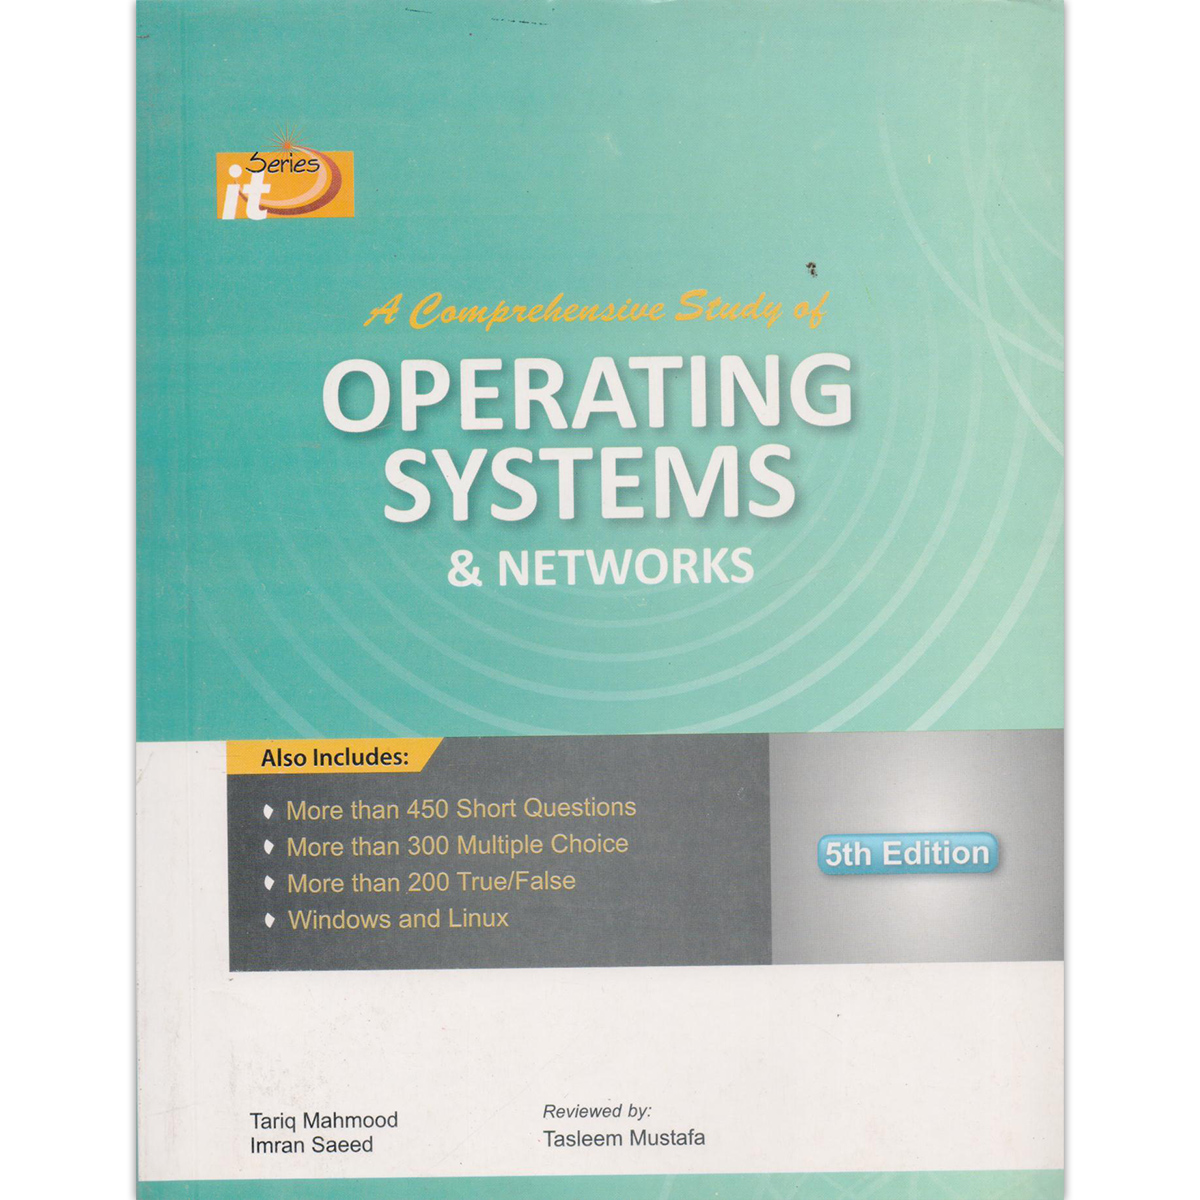 Series
it
A Comprehensive Study of
OPERATING
SYSTEMS
& NETWORKS
Also Includes:
More than 450 Short Questions
More than 300 Multiple Choice
More than 200 True/False
Windows and Linux
5th Edition
Tariq Mahmood
Imran Saeed
Reviewed by:
Tasleem Mustafa